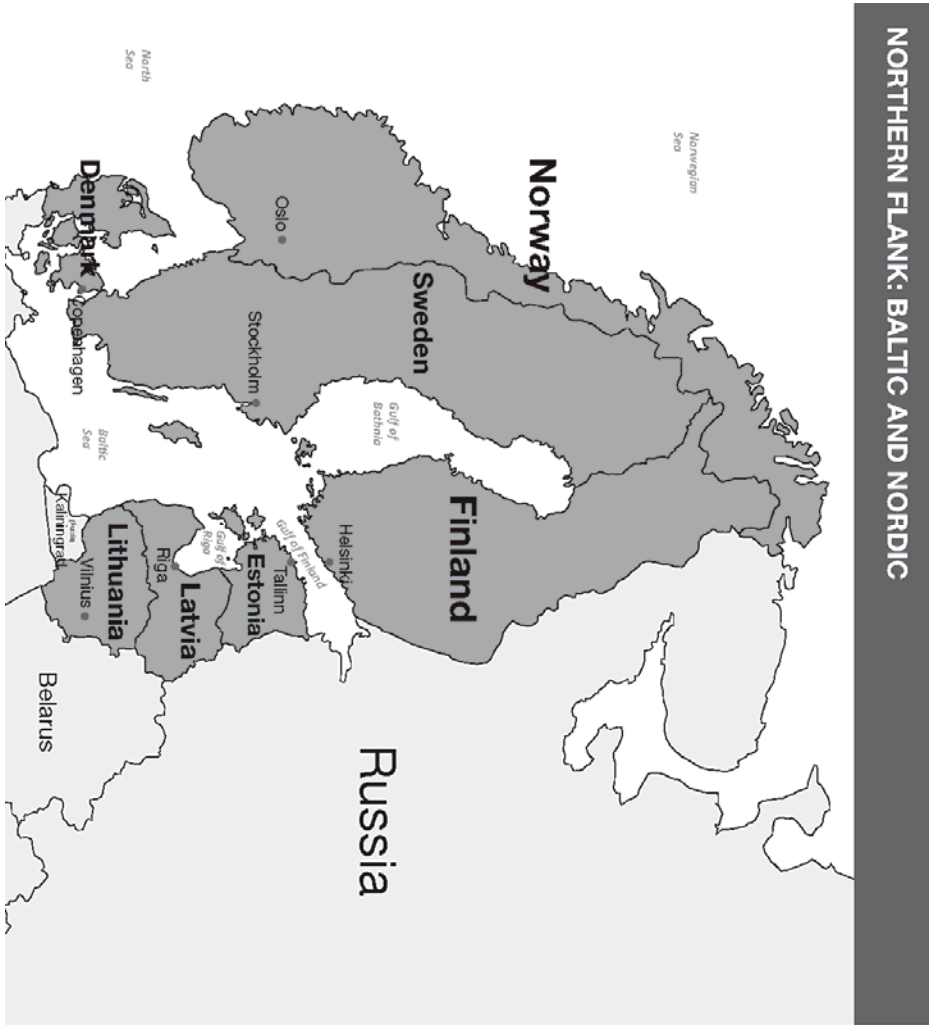 NORTHERN FLANK: BALTIC AND NORDIC
Norwegian
Sea
Norway
Sweden
Finland
Gulf of
Bothnia
Russia
Oslo
Stockholm
Helsinki
Gulf of Finland
Tallinn
Estonia
Gulf of
Riga
Riga
Latvia
North
Sea
Denmark
Copenhagen
Baltic
Sea
Lithuania
Vilnius
Kaliningrad
Belarus